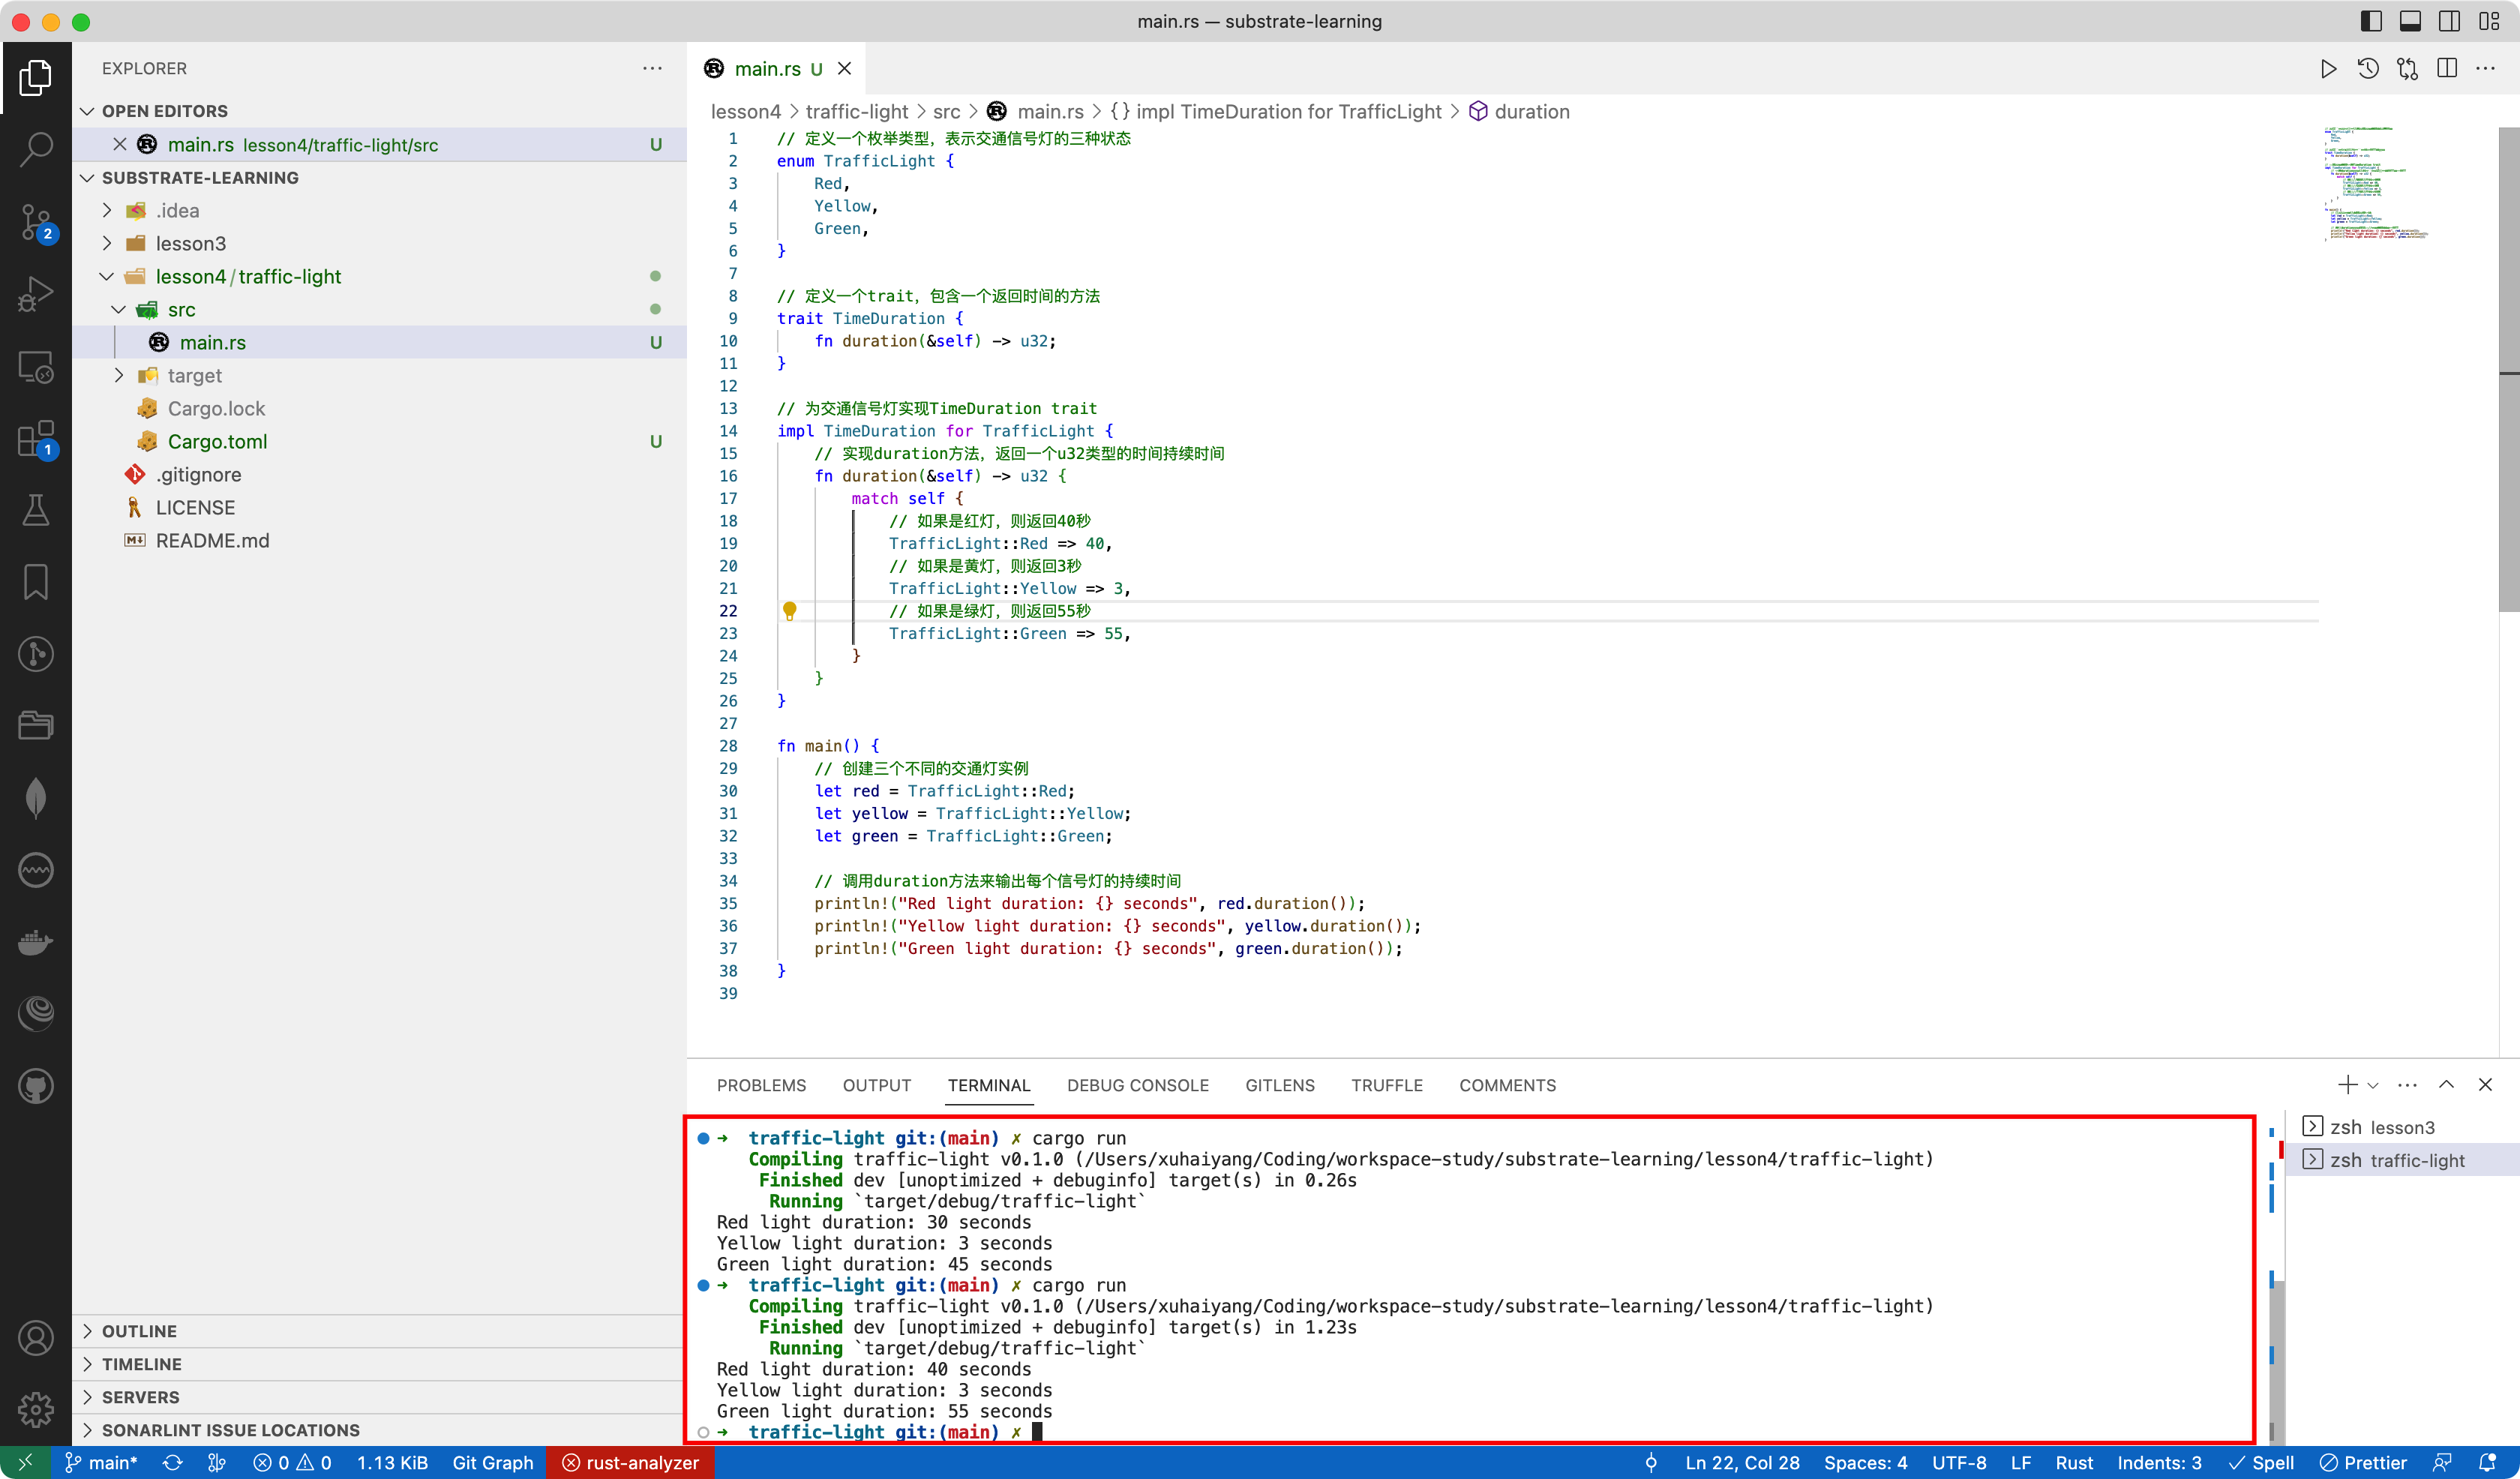 main.rs — substrate-learning
EXPLORER
OPEN EDITORS
main.rs lesson4/traffic-light/src U
SUBSTRATE-LEARNING
.idea
lesson3
lesson4/traffic-light
src
main.rs U
target
Cargo.lock
Cargo.toml U
.gitignore
LICENSE
README.md
OUTLINE
TIMELINE
SERVERS
SONARLINT ISSUE LOCATIONS
2
1
main.rs U
lesson4 > traffic-light > src > main.rs > {} impl TimeDuration for TrafficLight > duration
1 // 定义一个枚举类型，表示交通信号灯的三种状态
2 enum TrafficLight {
3 Red,
4 Yellow,
5 Green,
6 }
7
8 // 定义一个trait，包含一个返回时间的方法
9 trait TimeDuration {
10 fn duration(&self) -> u32;
11 }
12
13 // 为交通信号灯实现TimeDuration trait
14 impl TimeDuration for TrafficLight {
15 // 实现duration方法，返回一个u32类型的时间持续时间
16 fn duration(&self) -> u32 {
17 match self {
18 // 如果是红灯，则返回40秒
19 TrafficLight::Red => 40,
20 // 如果是黄灯，则返回3秒
21 TrafficLight::Yellow => 3,
22 // 如果是绿灯，则返回55秒
23 TrafficLight::Green => 55,
24 }
25 }
26 }
27
28 fn main() {
29 // 创建三个不同的交通灯实例
30 let red = TrafficLight::Red;
31 let yellow = TrafficLight::Yellow;
32 let green = TrafficLight::Green;
33
34 // 调用duration方法来输出每个信号灯的持续时间
35 println!("Red light duration: {} seconds", red.duration());
36 println!("Yellow light duration: {} seconds", yellow.duration());
37 println!("Green light duration: {} seconds", green.duration());
38 }
39
PROBLEMS OUTPUT TERMINAL DEBUG CONSOLE GITLENS TRUFFLE COMMENTS
➜ traffic-light git:(main) ✗ cargo run
Compiling traffic-light v0.1.0 (/Users/xuhaiyang/Coding/workspace-study/substrate-learning/lesson4/traffic-light)
Finished dev [unoptimized + debuginfo] target(s) in 0.26s
Running `target/debug/traffic-light`
Red light duration: 30 seconds
Yellow light duration: 3 seconds
Green light duration: 45 seconds
➜ traffic-light git:(main) ✗ cargo run
Compiling traffic-light v0.1.0 (/Users/xuhaiyang/Coding/workspace-study/substrate-learning/lesson4/traffic-light)
Finished dev [unoptimized + debuginfo] target(s) in 1.23s
Running `target/debug/traffic-light`
Red light duration: 40 seconds
Yellow light duration: 3 seconds
Green light duration: 55 seconds
➜ traffic-light git:(main) ✗
zsh lesson3
zsh traffic-light
main* 0 0 1.13 KiB Git Graph rust-analyzer Ln 22, Col 28 Spaces: 4 UTF-8 LF Rust Indents: 3 Spell Prettier